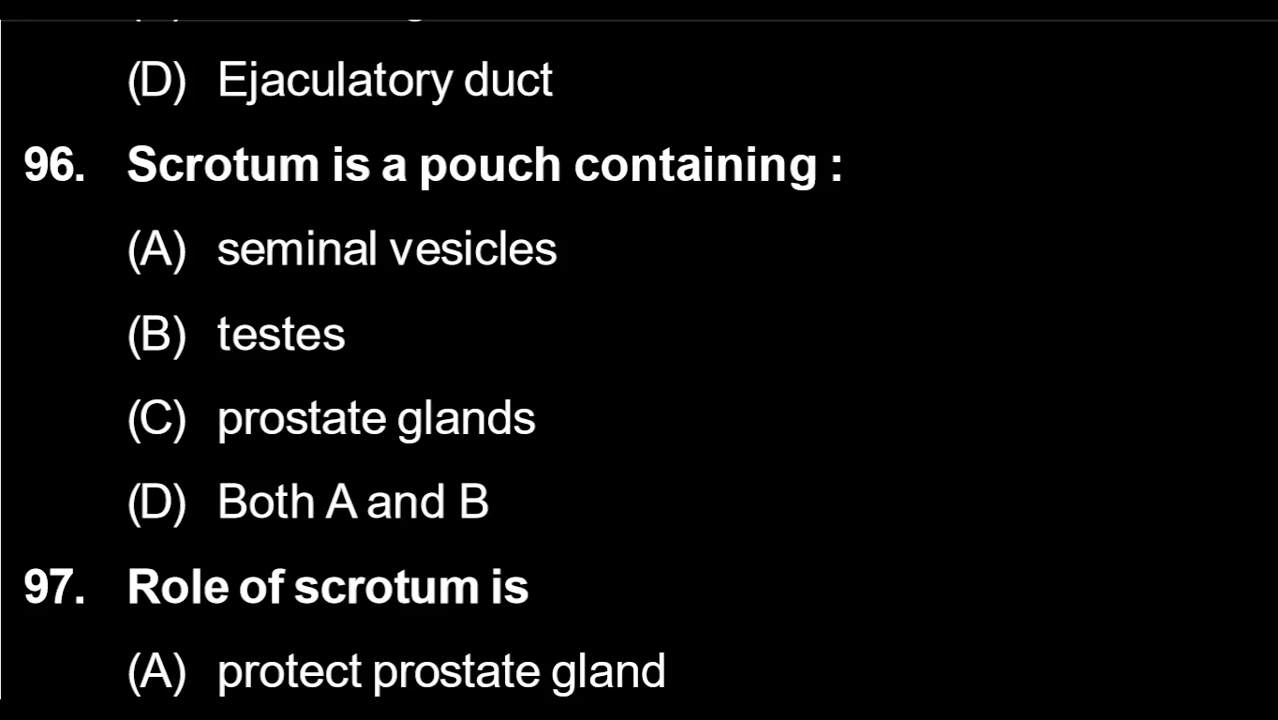 (D) Ejaculatory duct
96. Scrotum is a pouch containing :
(A) seminal vesicles
(B) testes
(C) prostate glands
(D) Both A and B
97. Role of scrotum is
(A) protect prostate gland